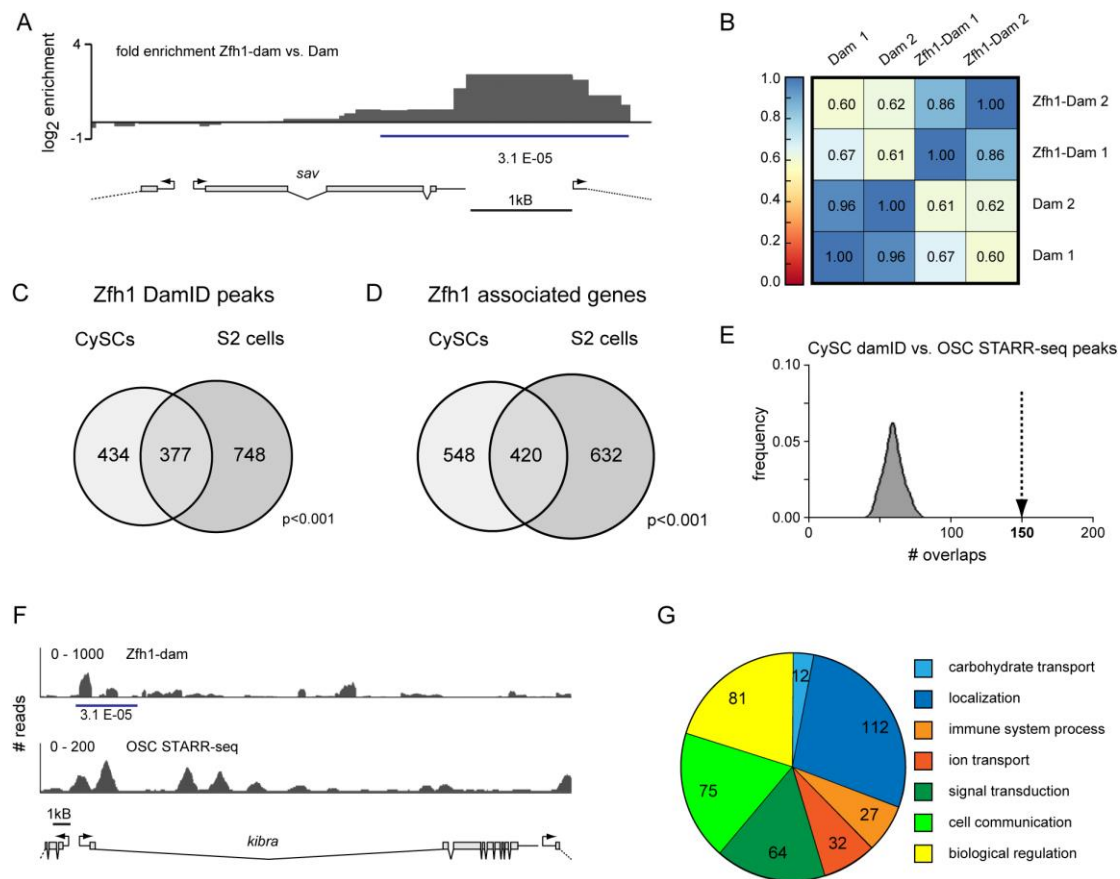 A
4
fold enrichment Zfh1-dam vs. Dam
log2 enrichment
-1
3.1 E-05
sav
1kB
B
Dam 1
Dam 2
Zfh1-Dam 1
Zfh1-Dam 2
1.0
0.8
0.6
0.4
0.2
0.0
0.60 0.62 0.86 1.00 Zfh1-Dam 2
0.67 0.61 1.00 0.86 Zfh1-Dam 1
0.96 1.00 0.61 0.62 Dam 2
1.00 0.96 0.67 0.60 Dam 1
C
Zfh1 DamID peaks
CySCs S2 cells
434 377 748
p<0.001
D
Zfh1 associated genes
CySCs S2 cells
548 420 632
p<0.001
E
CySC damID vs. OSC STARR-seq peaks
0.10
0.05
0.00
frequency
0 100 150 200
# overlaps
F
0 - 1000 Zfh1-dam
3.1 E-05
# reads
0 - 200 OSC STARR-seq
1kB
kibra
G
12
112
27
32
64
75
81
carbohydrate transport
localization
immune system process
ion transport
signal transduction
cell communication
biological regulation